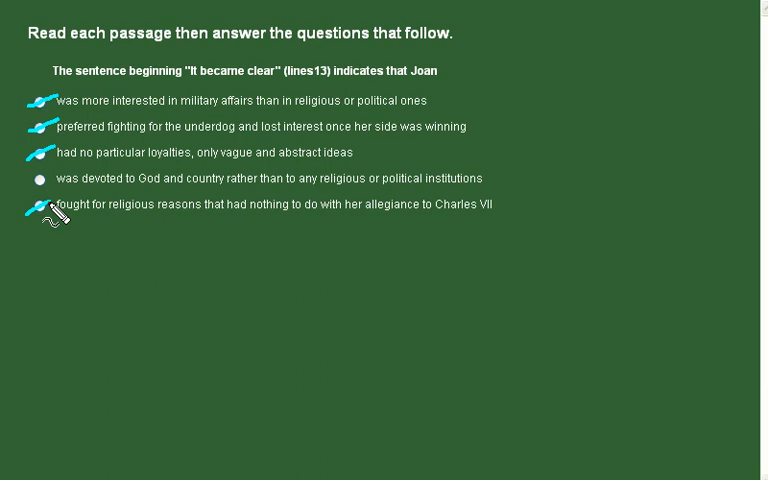 Read each passage then answer the questions that follow.
The sentence beginning "It became clear" (lines13) indicates that Joan
was more interested in military affairs than in religious or political ones
preferred fighting for the underdog and lost interest once her side was winning
had no particular loyalties, only vague and abstract ideas
was devoted to God and country rather than to any religious or political institutions
fought for religious reasons that had nothing to do with her allegiance to Charles VII